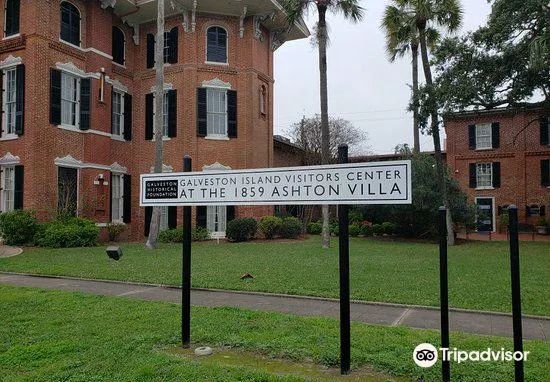 GALVESTON
HISTORICAL
FOUNDATION
GALVESTON ISLAND VISITORS CENTER
AT THE 1859 ASHTON VILLA
Tripadvisor